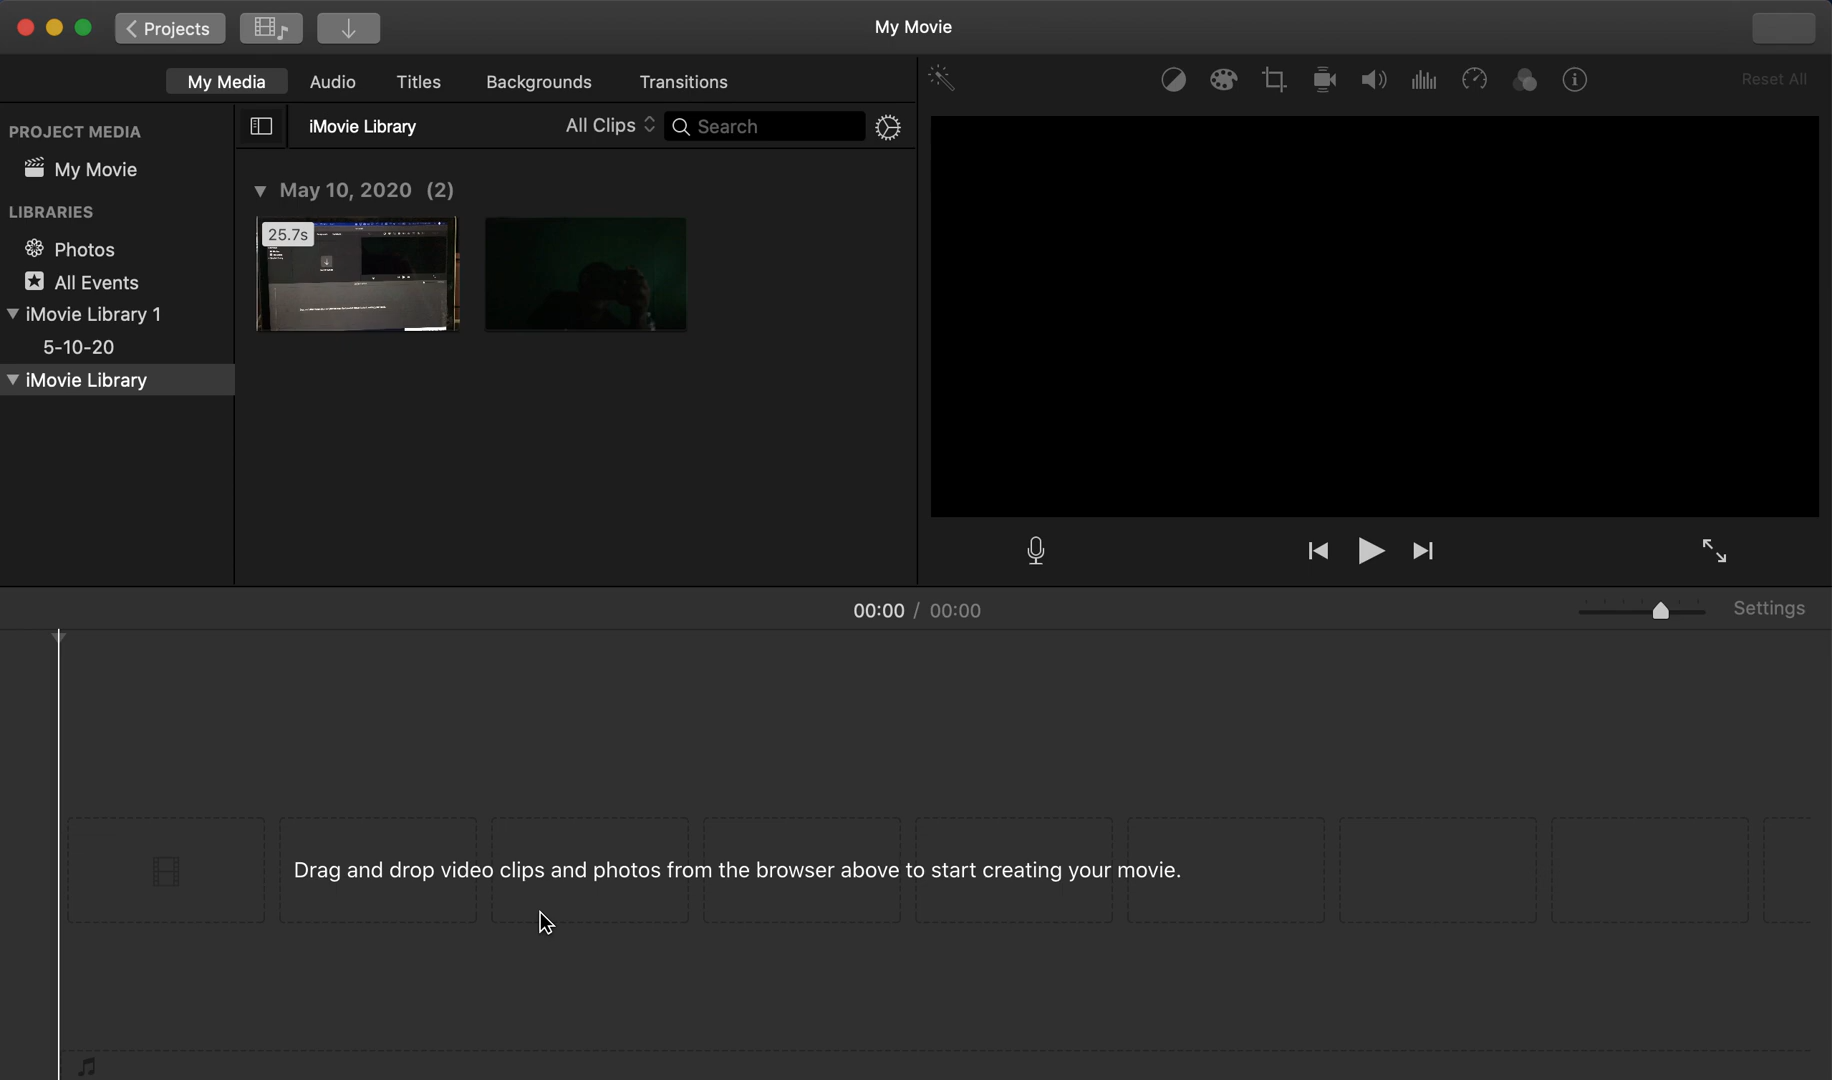 Projects
My Movie
My Media Audio Titles Backgrounds Transitions
Reset All
PROJECT MEDIA
My Movie
LIBRARIES
Photos
All Events
iMovie Library 1
5-10-20
iMovie Library
iMovie Library All Clips Search
May 10, 2020 (2)
25.7s
00:00 / 00:00
Settings
Drag and drop video clips and photos from the browser above to start creating your movie.